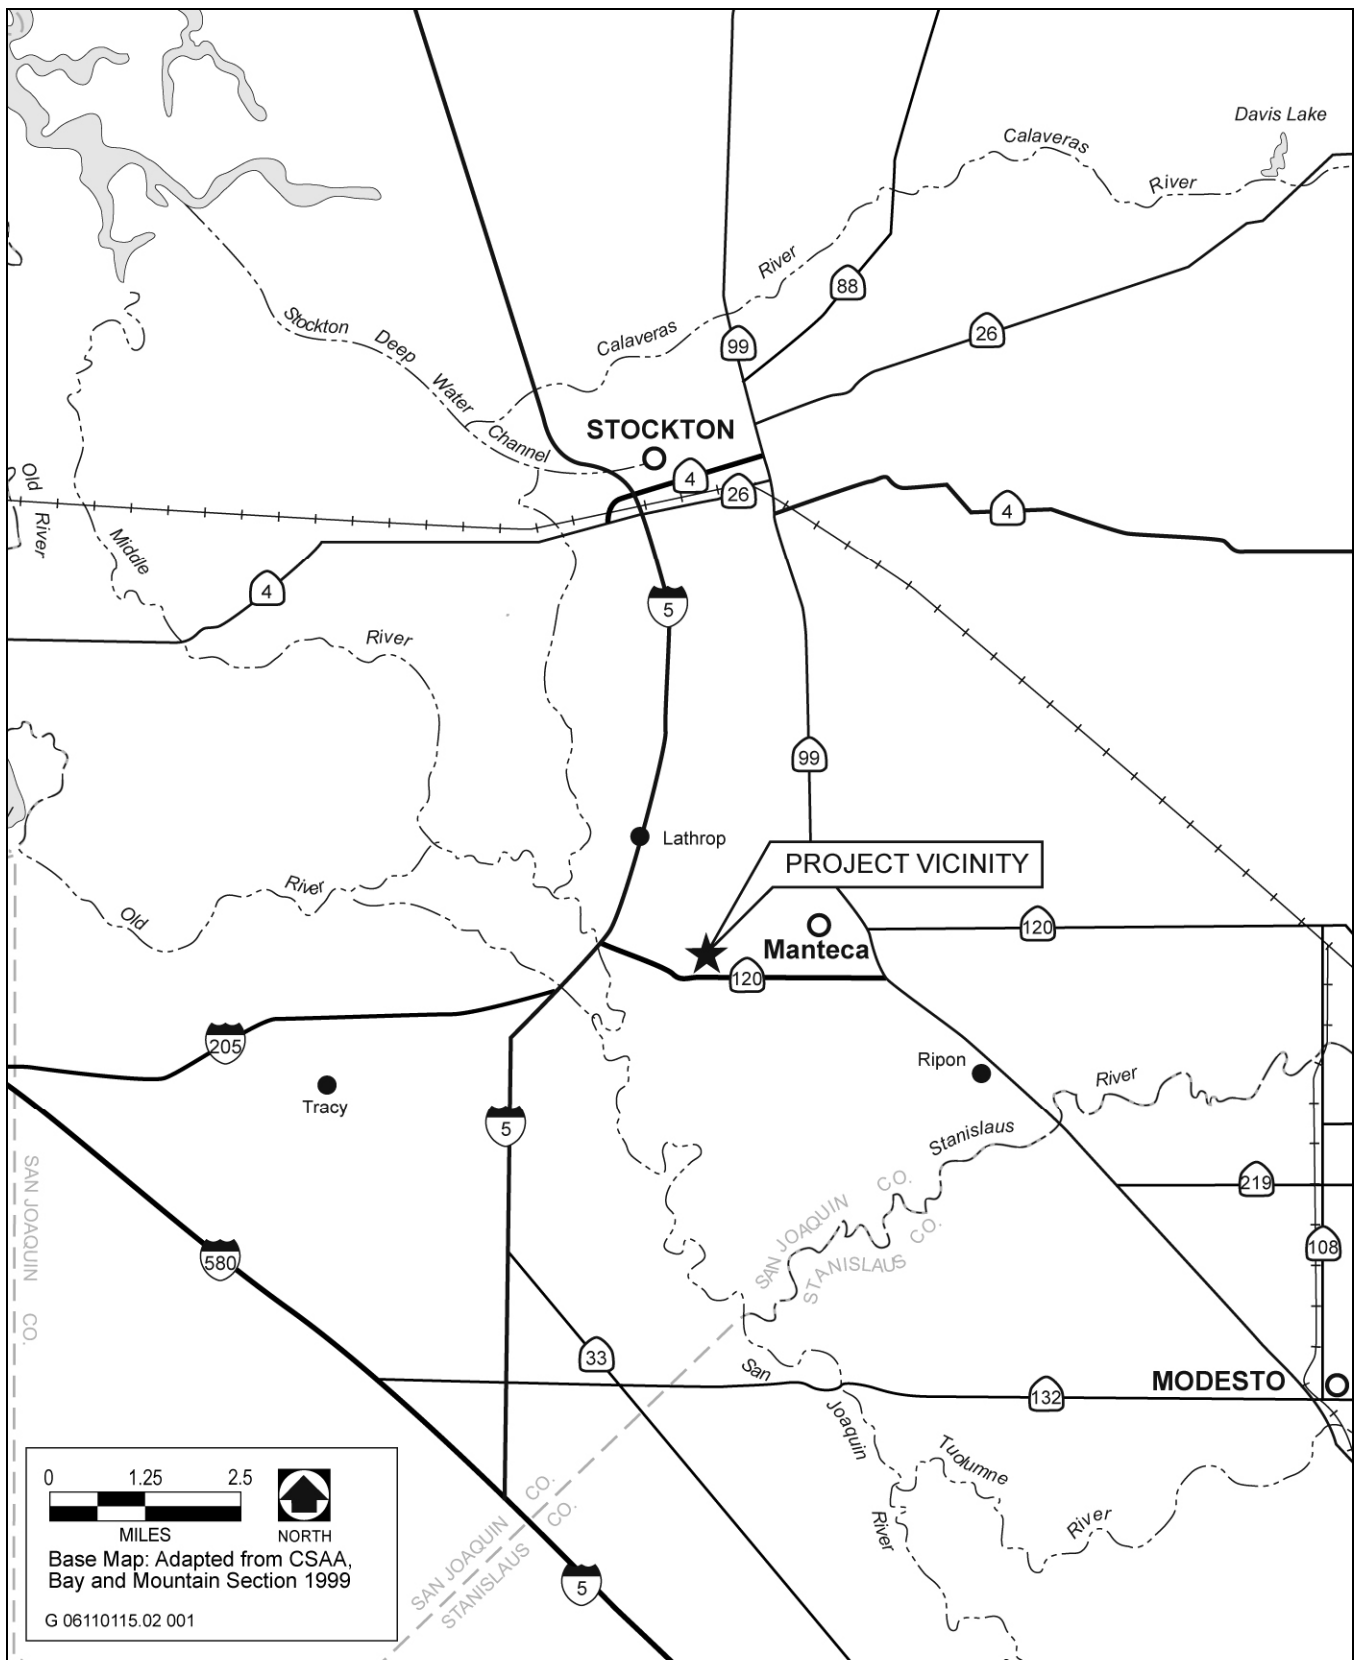 Davis Lake
Calaveras
River
River
88
Stockton
Deep
Water
Channel
Calaveras
99
26
STOCKTON
4
26
4
Old
River
Middle
4
River
5
99
Lathrop
PROJECT VICINITY
River
Old
120
Manteca
120
205
Tracy
Ripon
River
5
Stanislaus
SAN JOAQUIN CO.
SAN JOAQUIN CO.
STANISLAUS CO.
219
108
580
33
San
Joaquin
River
132
MODESTO
Tuolumne
River
SAN JOAQUIN CO.
STANISLAUS CO.
5
0 1.25 2.5
MILES
NORTH
Base Map: Adapted from CSAA,
Bay and Mountain Section 1999
G 06110115.02 001